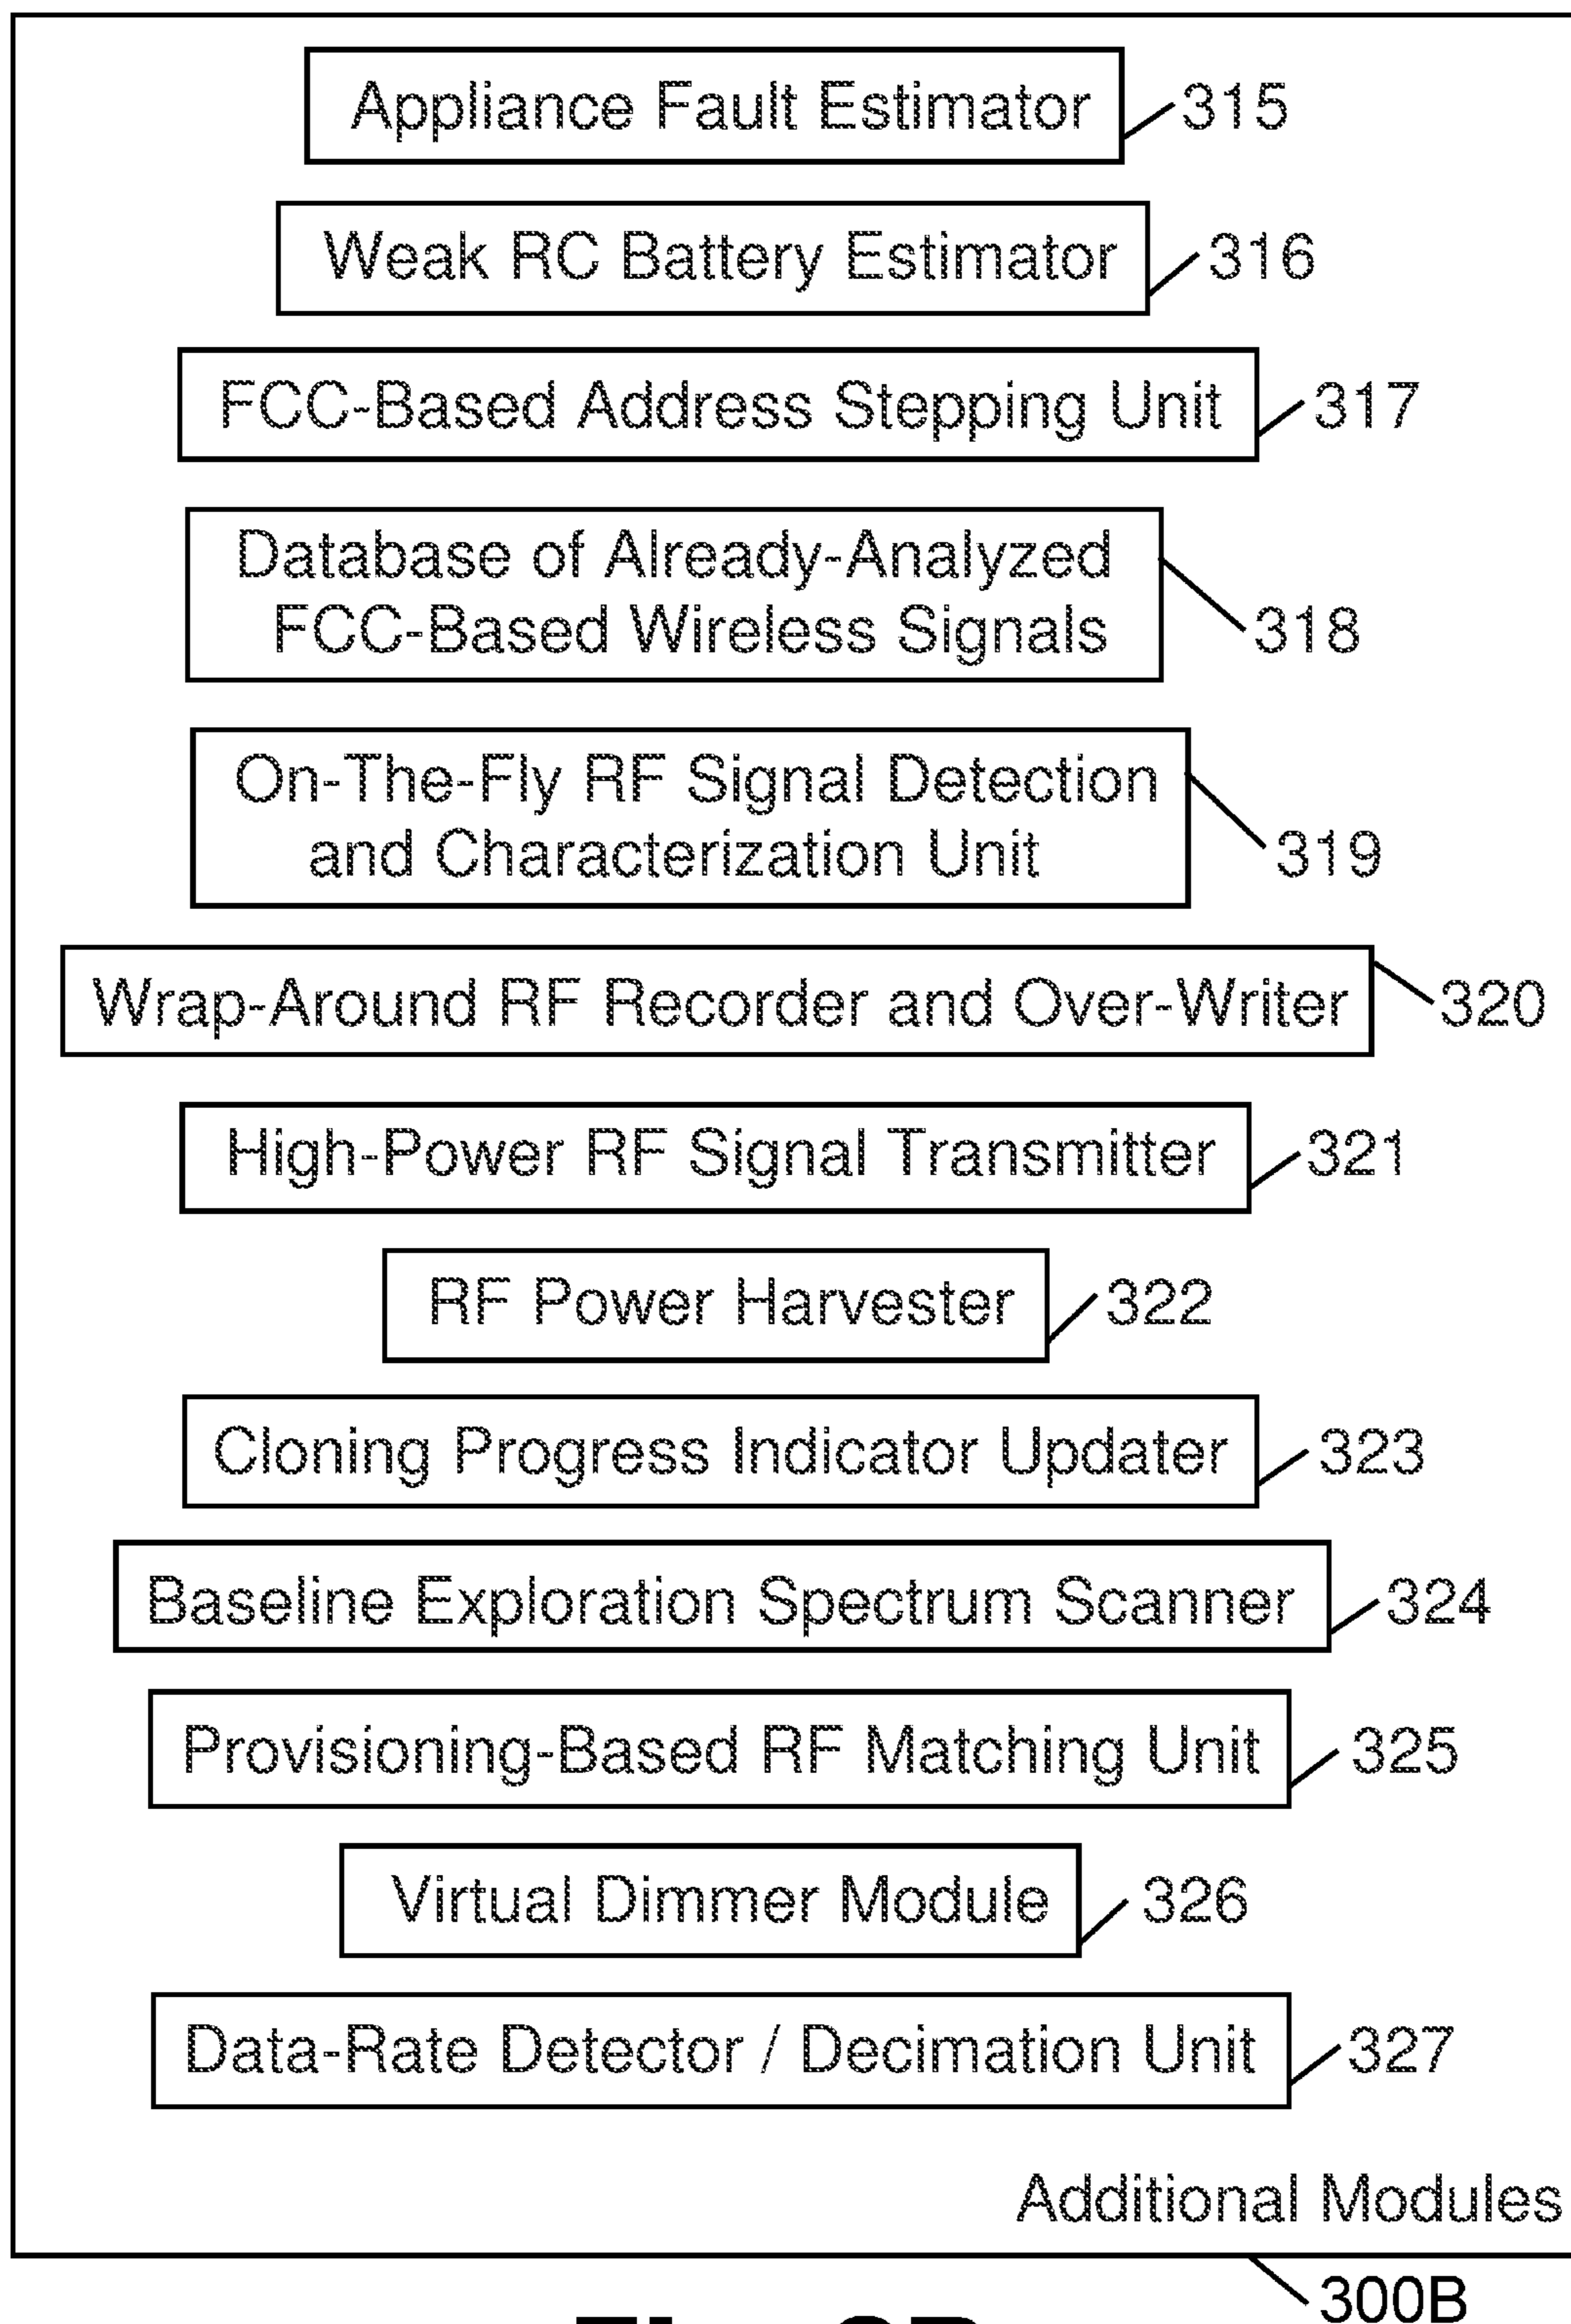 Appliance Fault Estimator 315
Weak RC Battery Estimator 316
FCC-Based Address Stepping Unit 317
Database of Already-Analyzed
FCC-Based Wireless Signals 318
On-The-Fly RF Signal Detection
and Characterization Unit 319
Wrap-Around RF Recorder and Over-Writer 320
High-Power RF Signal Transmitter 321
RF Power Harvester 322
Cloning Progress Indicator Updater 323
Baseline Exploration Spectrum Scanner 324
Provisioning-Based RF Matching Unit 325
Virtual Dimmer Module 326
Data-Rate Detector / Decimation Unit 327
Additional Modules
300B